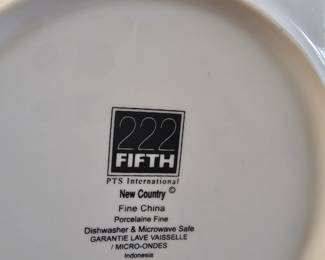 222
FIFTH
PTS International
New Country ©
Fine China
Porcelaine Fine
Dishwasher & Microwave Safe
GARANTIE LAVE VAISSELLE
/ MICRO-ONDES
Indonesia